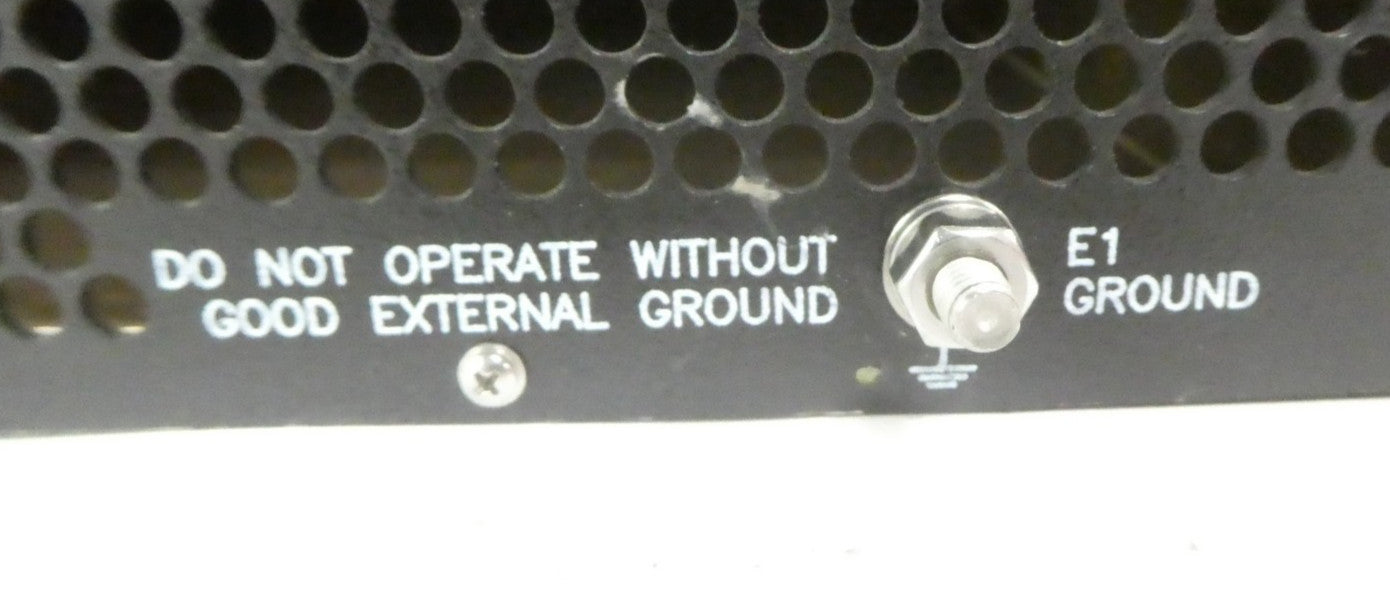 DO NOT OPERATE WITHOUT
GOOD EXTERNAL GROUND
E1
GROUND